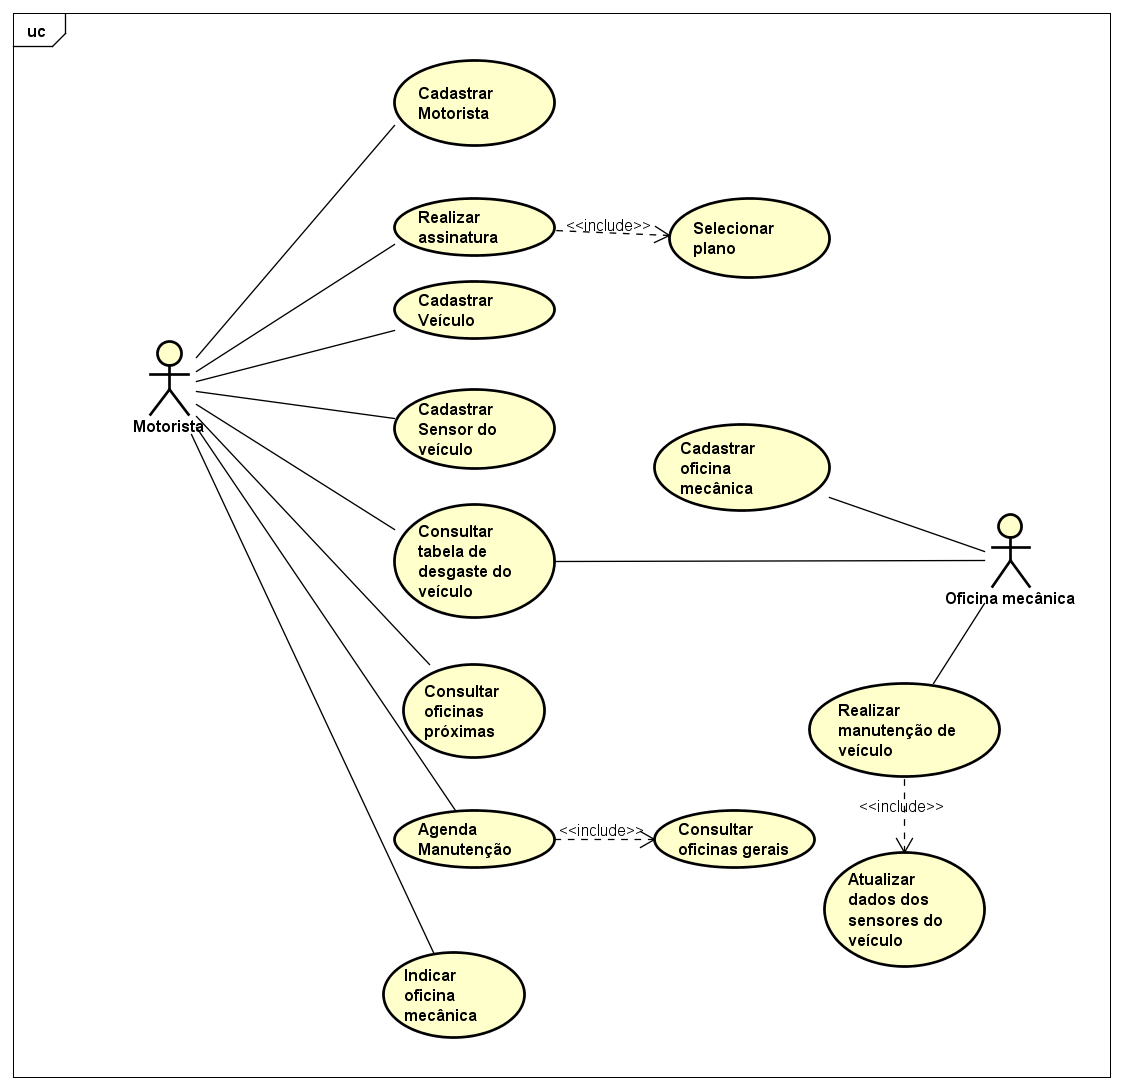 uc
Cadastrar
Motorista
Realizar
assinatura
<<include>>
Selecionar
plano
Cadastrar
Veículo
Motorista
Cadastrar
Sensor do
veículo
Cadastrar
oficina
mecânica
Consultar
tabela de
desgaste do
veículo
Oficina mecânica
Consultar
oficinas
próximas
Realizar
manutenção de
veículo
<<include>>
Agenda
Manutenção
<<include>>
Consultar
oficinas gerais
Atualizar
dados dos
sensores do
veículo
Indicar
oficina
mecânica